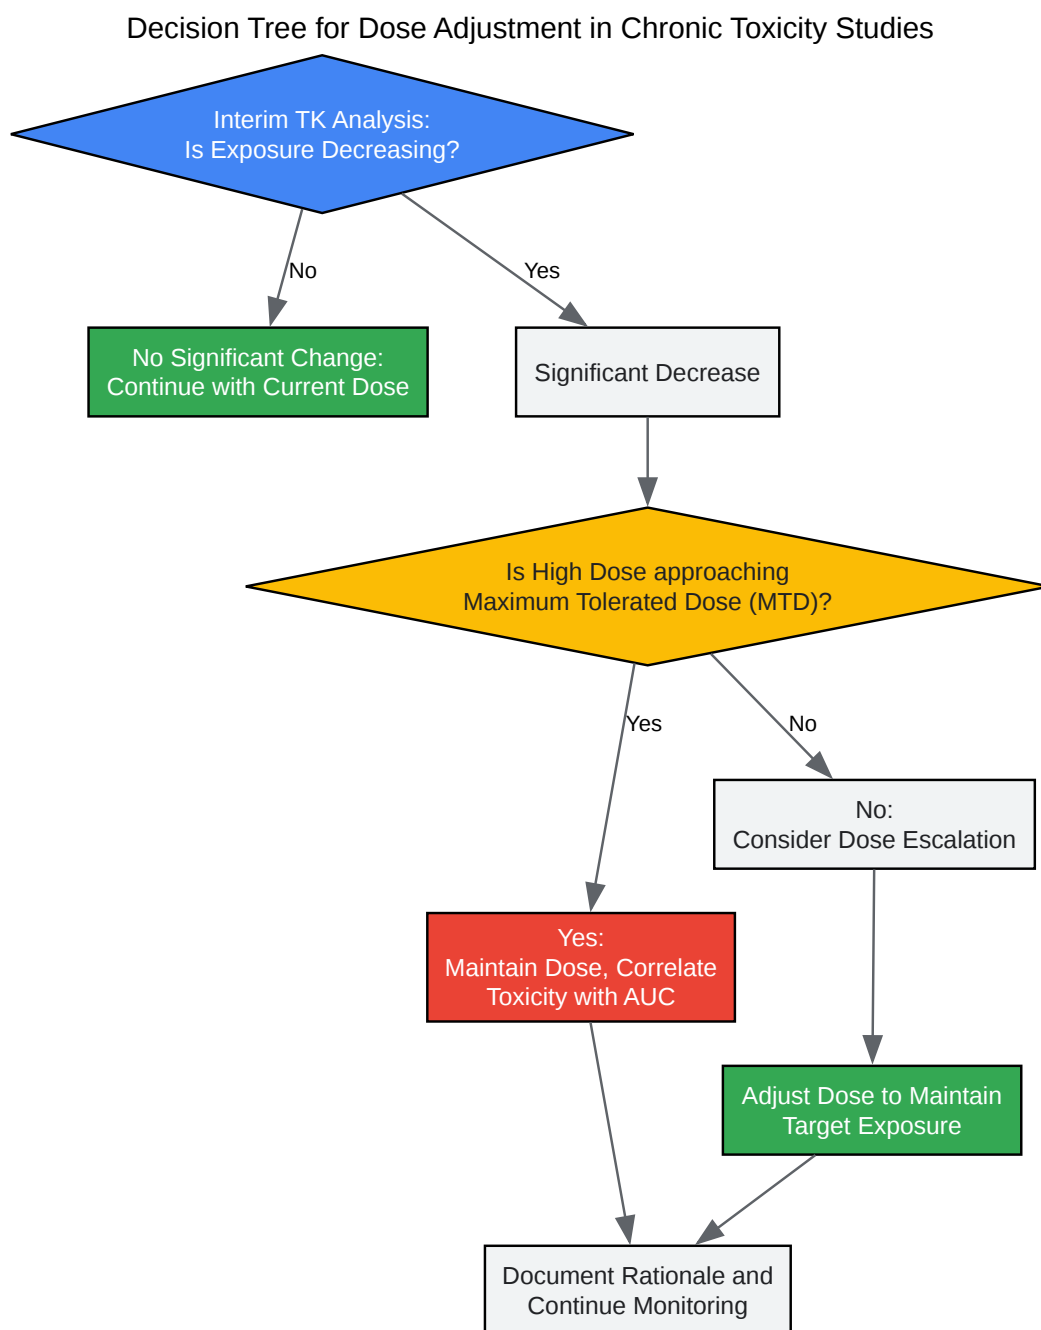 Decision Tree for Dose Adjustment in Chronic Toxicity Studies
Interim TK Analysis:
Is Exposure Decreasing?
No
Yes
No Significant Change:
Continue with Current Dose
Significant Decrease
Is High Dose approaching
Maximum Tolerated Dose (MTD)?
Yes
No
No:
Consider Dose Escalation
Yes:
Maintain Dose, Correlate
Toxicity with AUC
Adjust Dose to Maintain
Target Exposure
Document Rationale and
Continue Monitoring